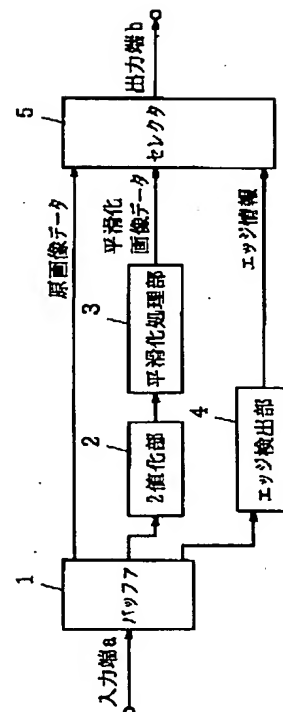 入力端a
1
バッファ
原画像データ
2
2値化部
3
平滑化処理部
平滑化
画像データ
4
エッジ検出部
エッジ情報
5
セレクタ
出力端b